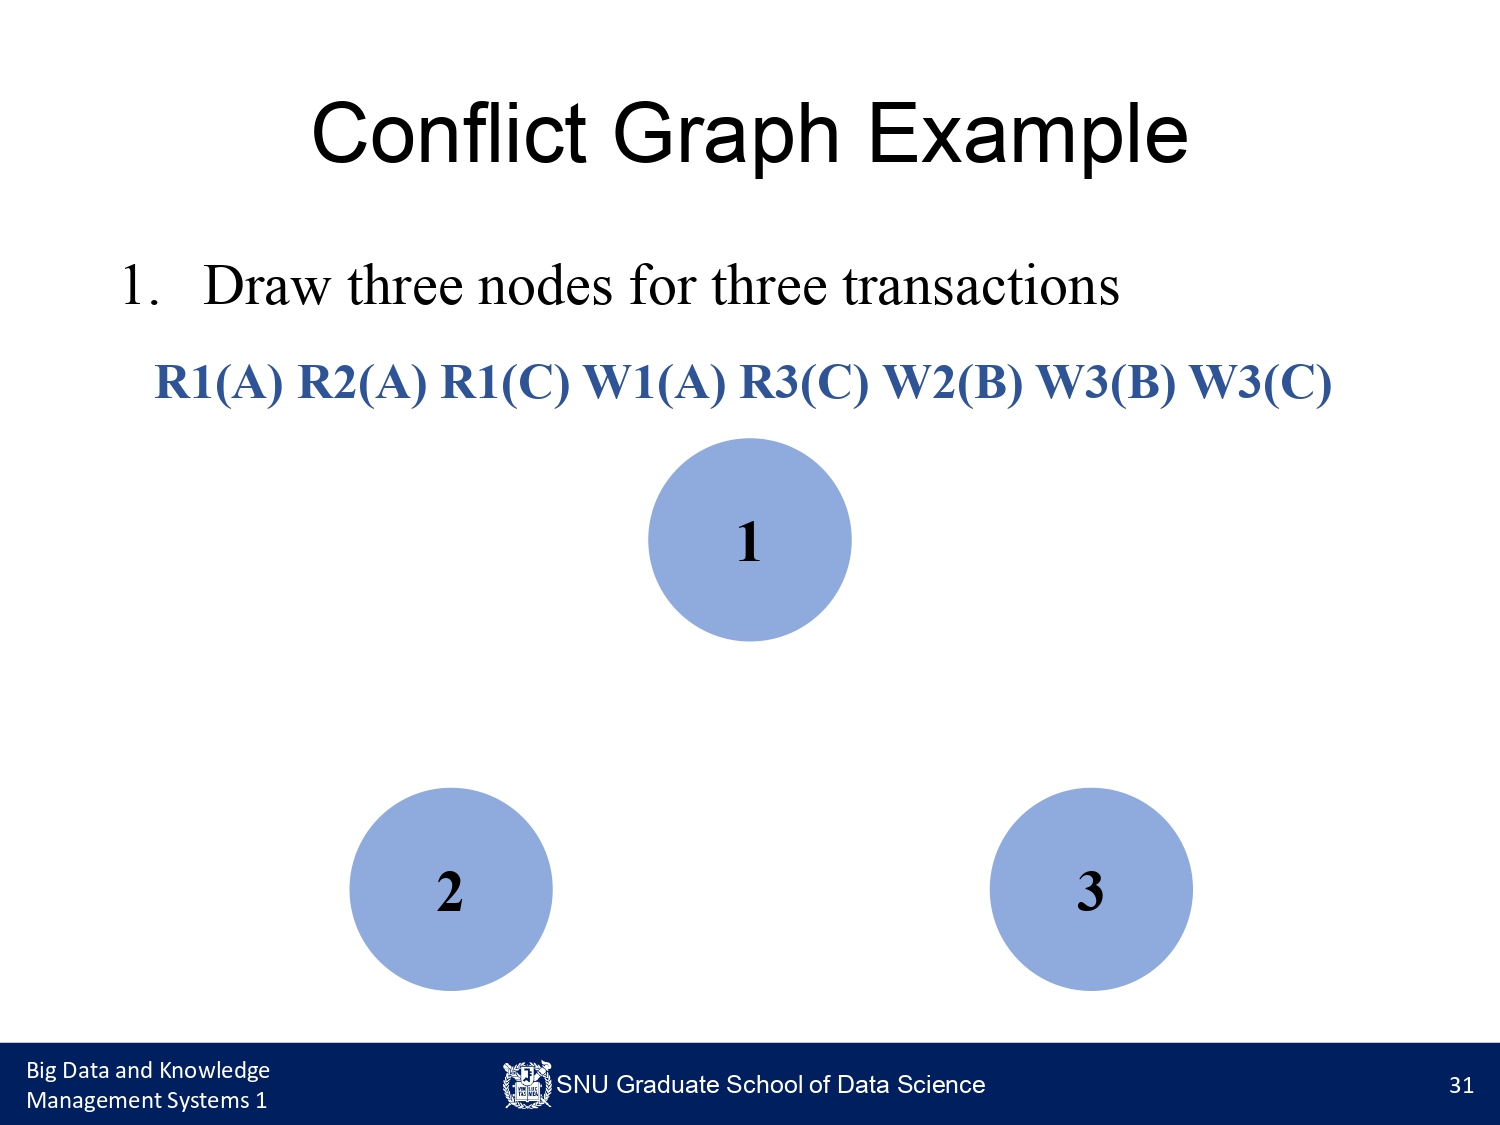 Conflict Graph Example
1. Draw three nodes for three transactions
R1(A) R2(A) R1(C) W1(A) R3(C) W2(B) W3(B) W3(C)
1
2
3
Big Data and Knowledge
Management Systems 1
SNU Graduate School of Data Science
31